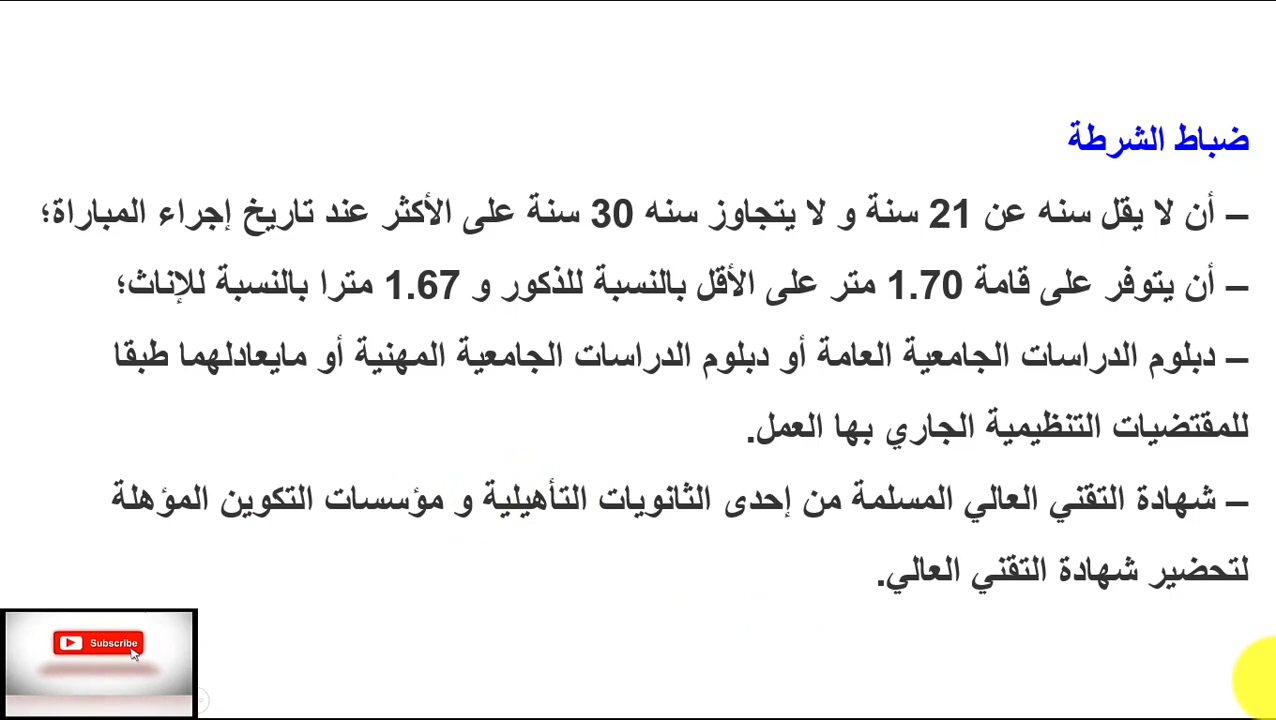 ضباط الشرطة
– أن لا يقل سنه عن 21 سنة و لا يتجاوز سنه 30 سنة على الأكثر عند تاريخ إجراء المباراة؛
– أن يتوفر على قامة 1.70 متر على الأقل بالنسبة للذكور و 1.67 مترا بالنسبة للإناث؛
– دبلوم الدراسات الجامعية العامة أو دبلوم الدراسات الجامعية المهنية أو مايعادلهما طبقا
للمقتضيات التنظيمية الجاري بها العمل.
– شهادة التقني العالي المسلمة من إحدى الثانويات التأهيلية و مؤسسات التكوين المؤهلة
لتحضير شهادة التقني العالي.
Subscribe